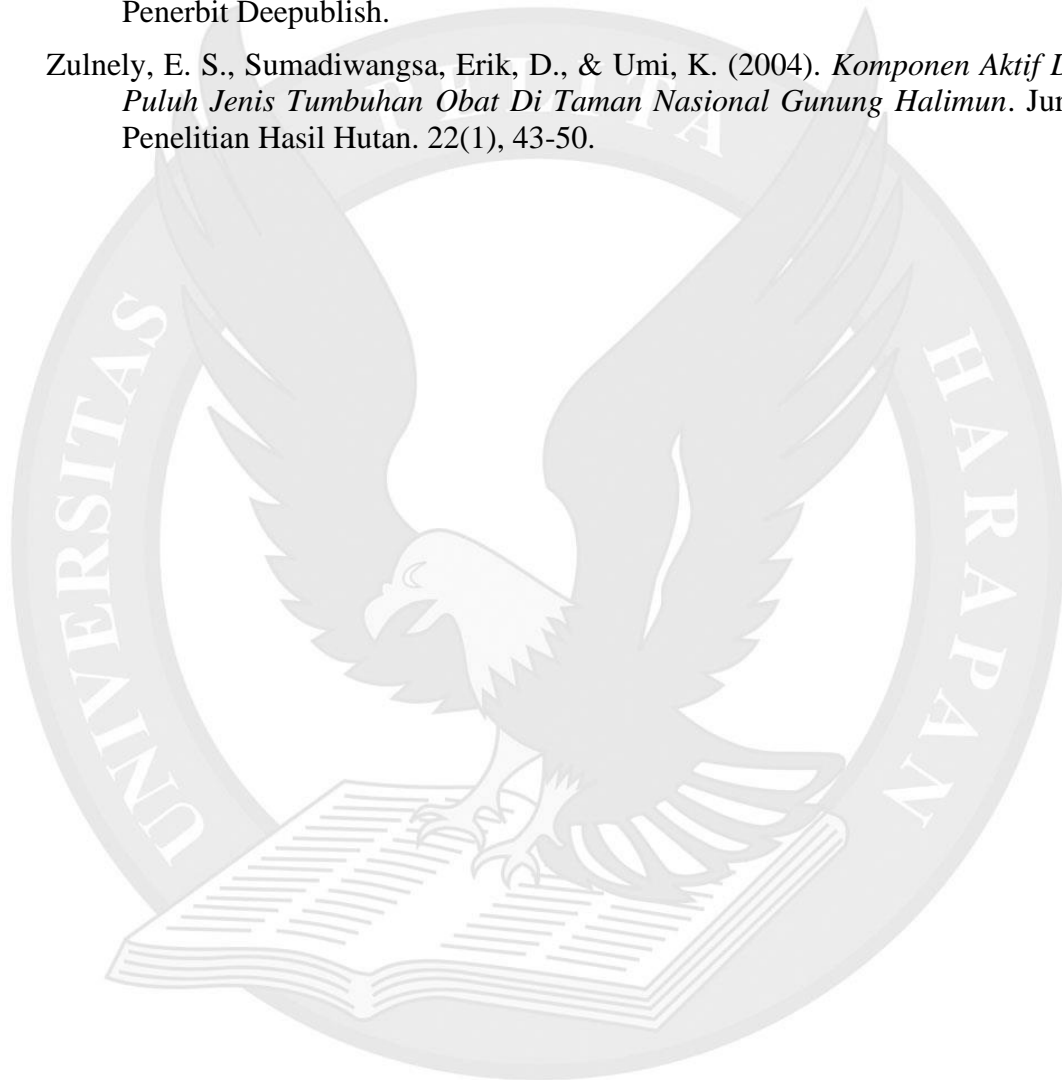 Penerbit Deepublish.
Zulnely, E. S., Sumadiwangsa, Erik, D., & Umi, K. (2004). Komponen Aktif
Puluh Jenis Tumbuhan Obat Di Taman Nasional Gunung Halimun.
Penelitian Hasil Hutan. 22(1), 43-50.
PELITA
UNIVERSITAS
HARAPAN